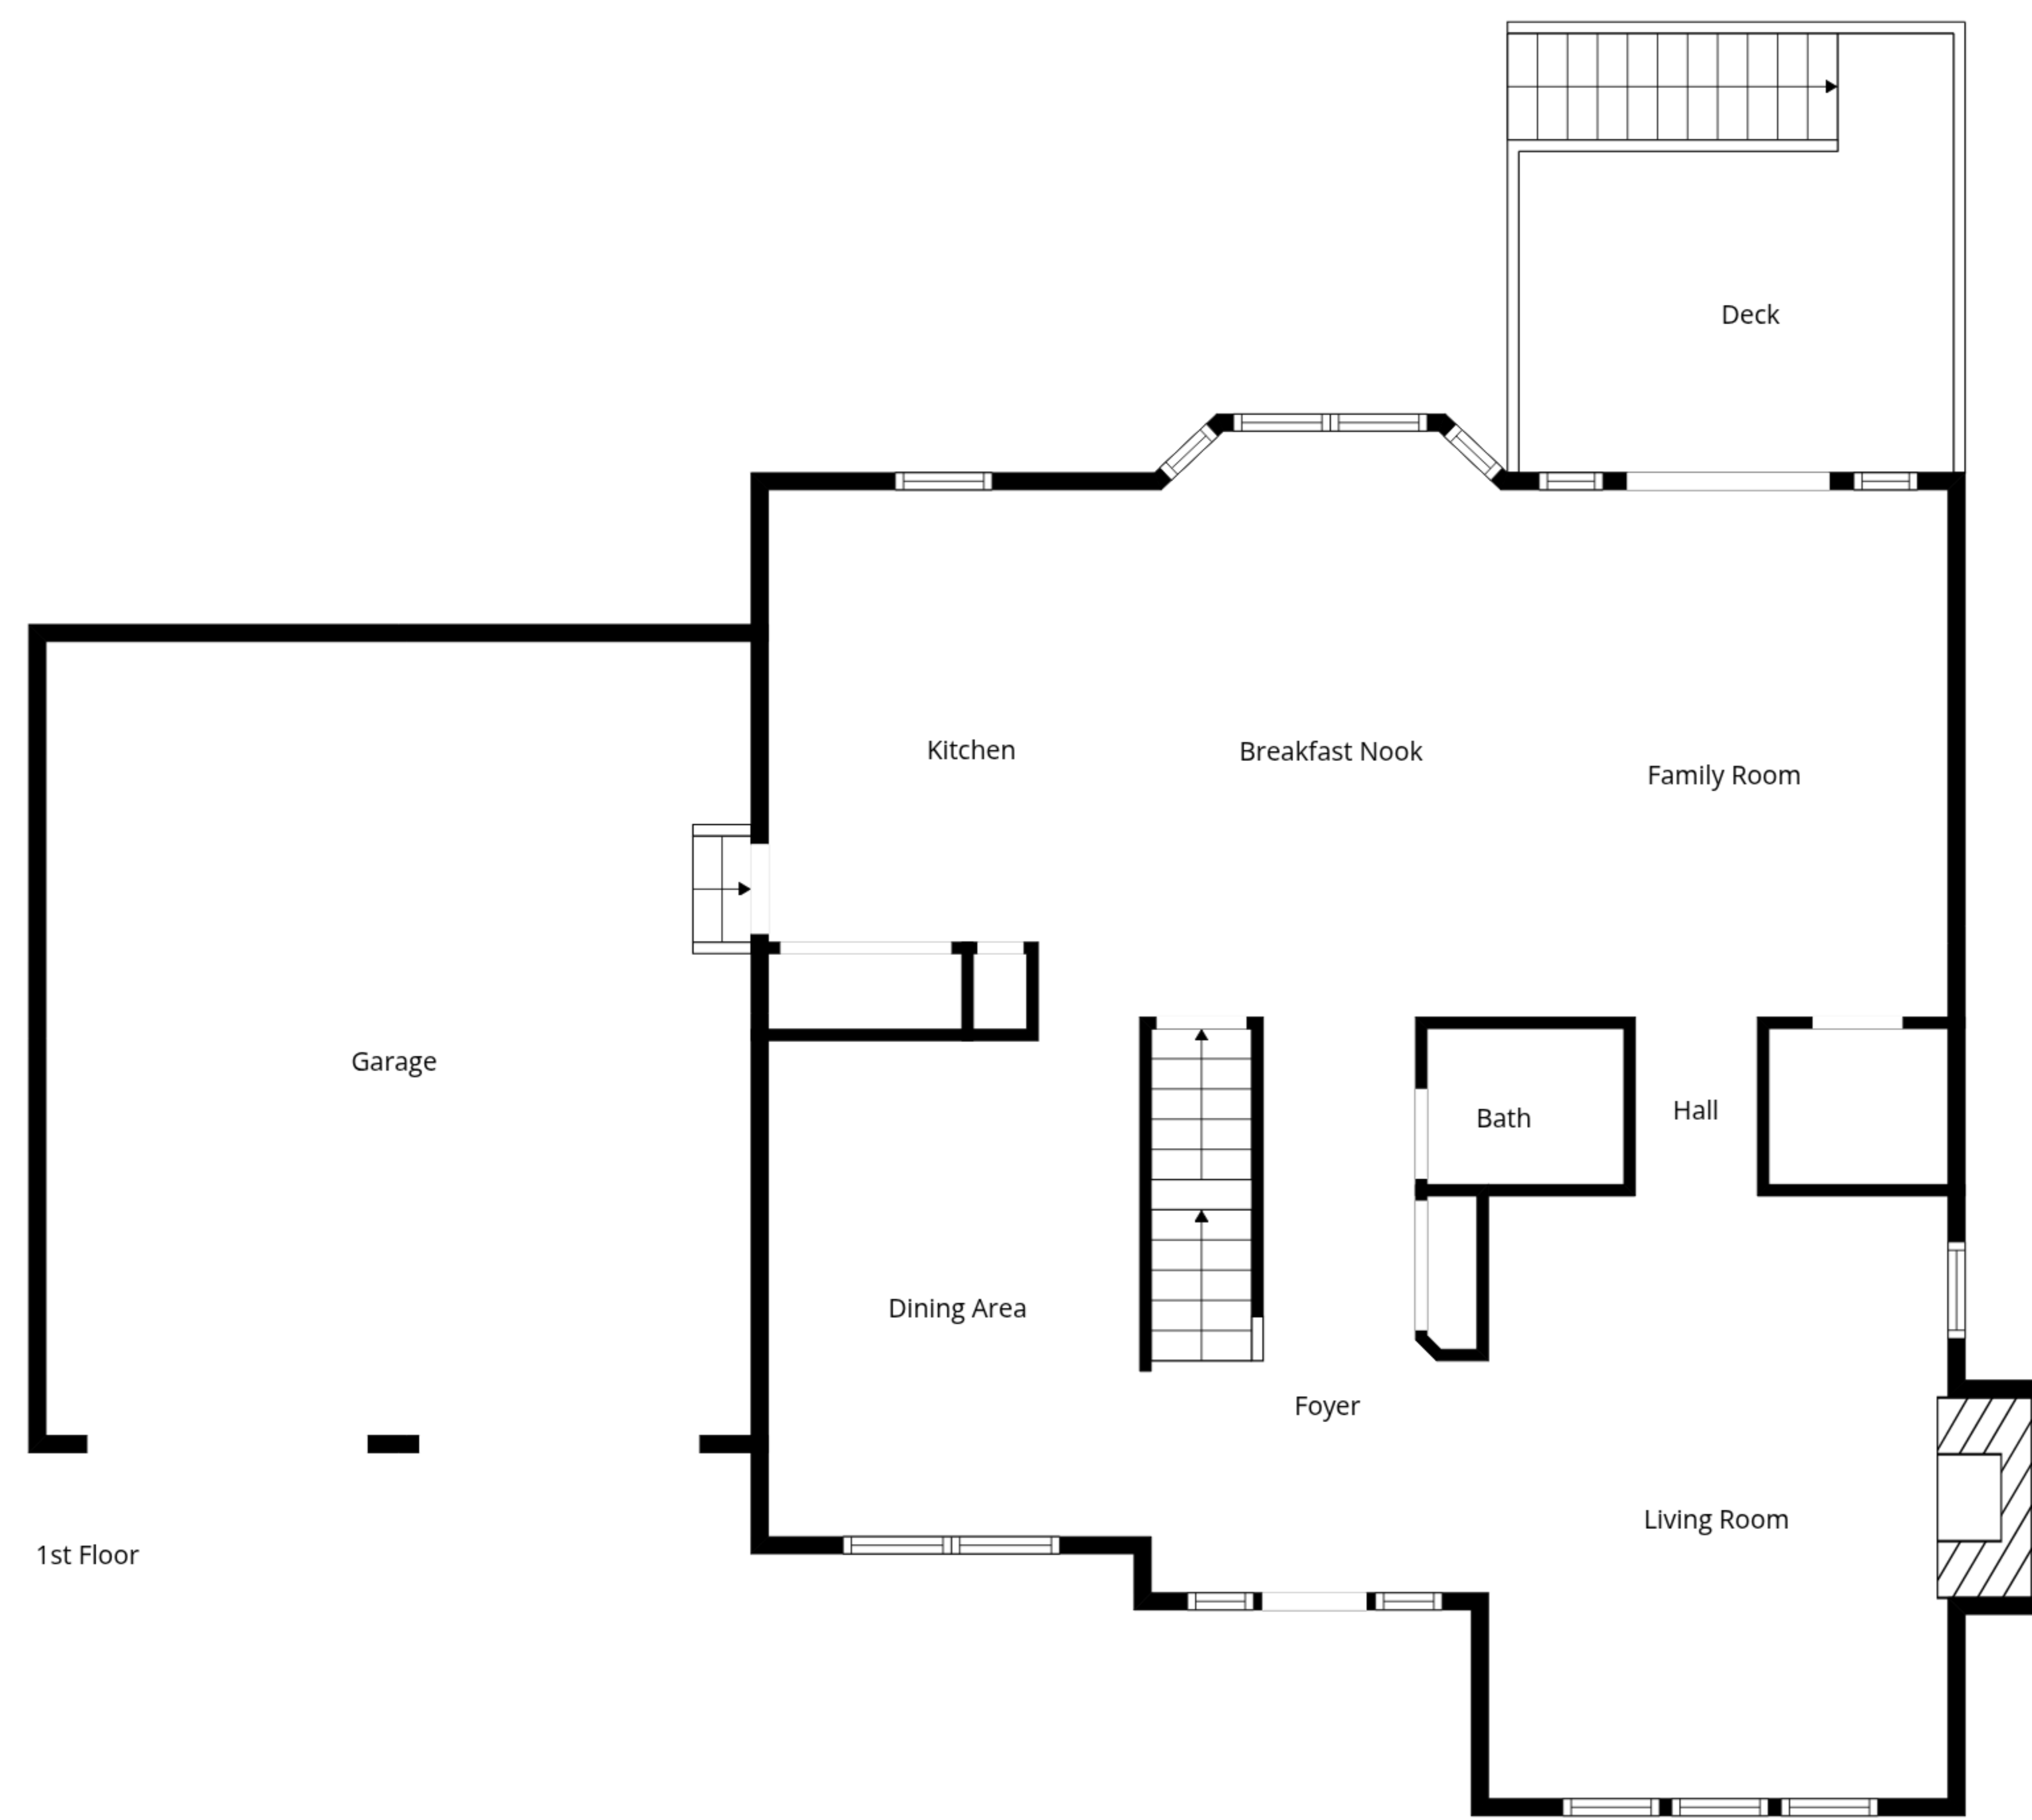 Deck
Kitchen
Breakfast Nook
Family Room
Garage
Bath
Hall
Dining Area
Foyer
Living Room
1st Floor